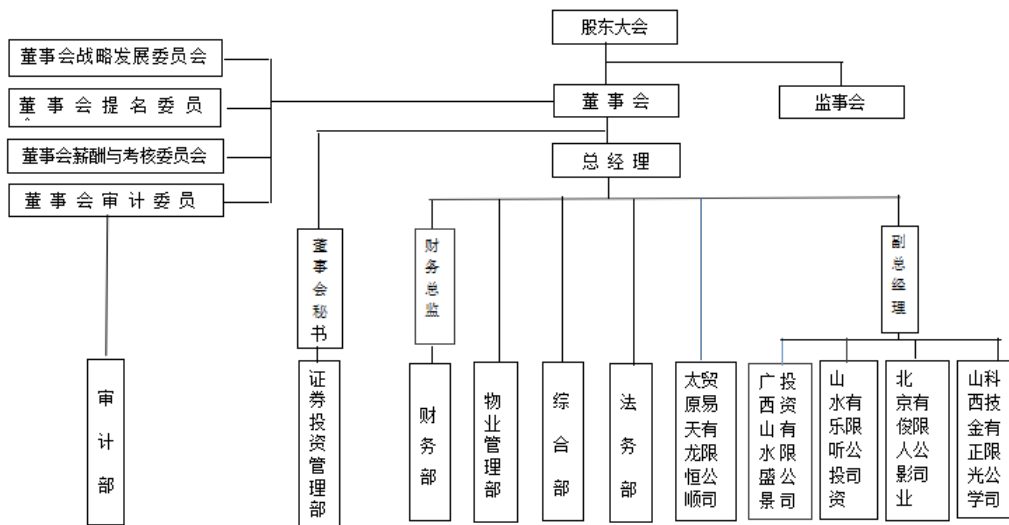 股东大会
董事会战略发展委员会
董事会提名委员
董事会
监事会
董事会薪酬与考核委员会
总经理
董事会审计委员
董事会秘书
财务总监
副总经理
审计部
证券投资管理部
财务部
物业管理部
综合部
法务部
太原天龙恒顺
贸易有限公司
广西山水盛景
投资有限公司
山水乐听投资
有限公司
北京俊人影业
有限公司
山西金正光学
科技有限公司